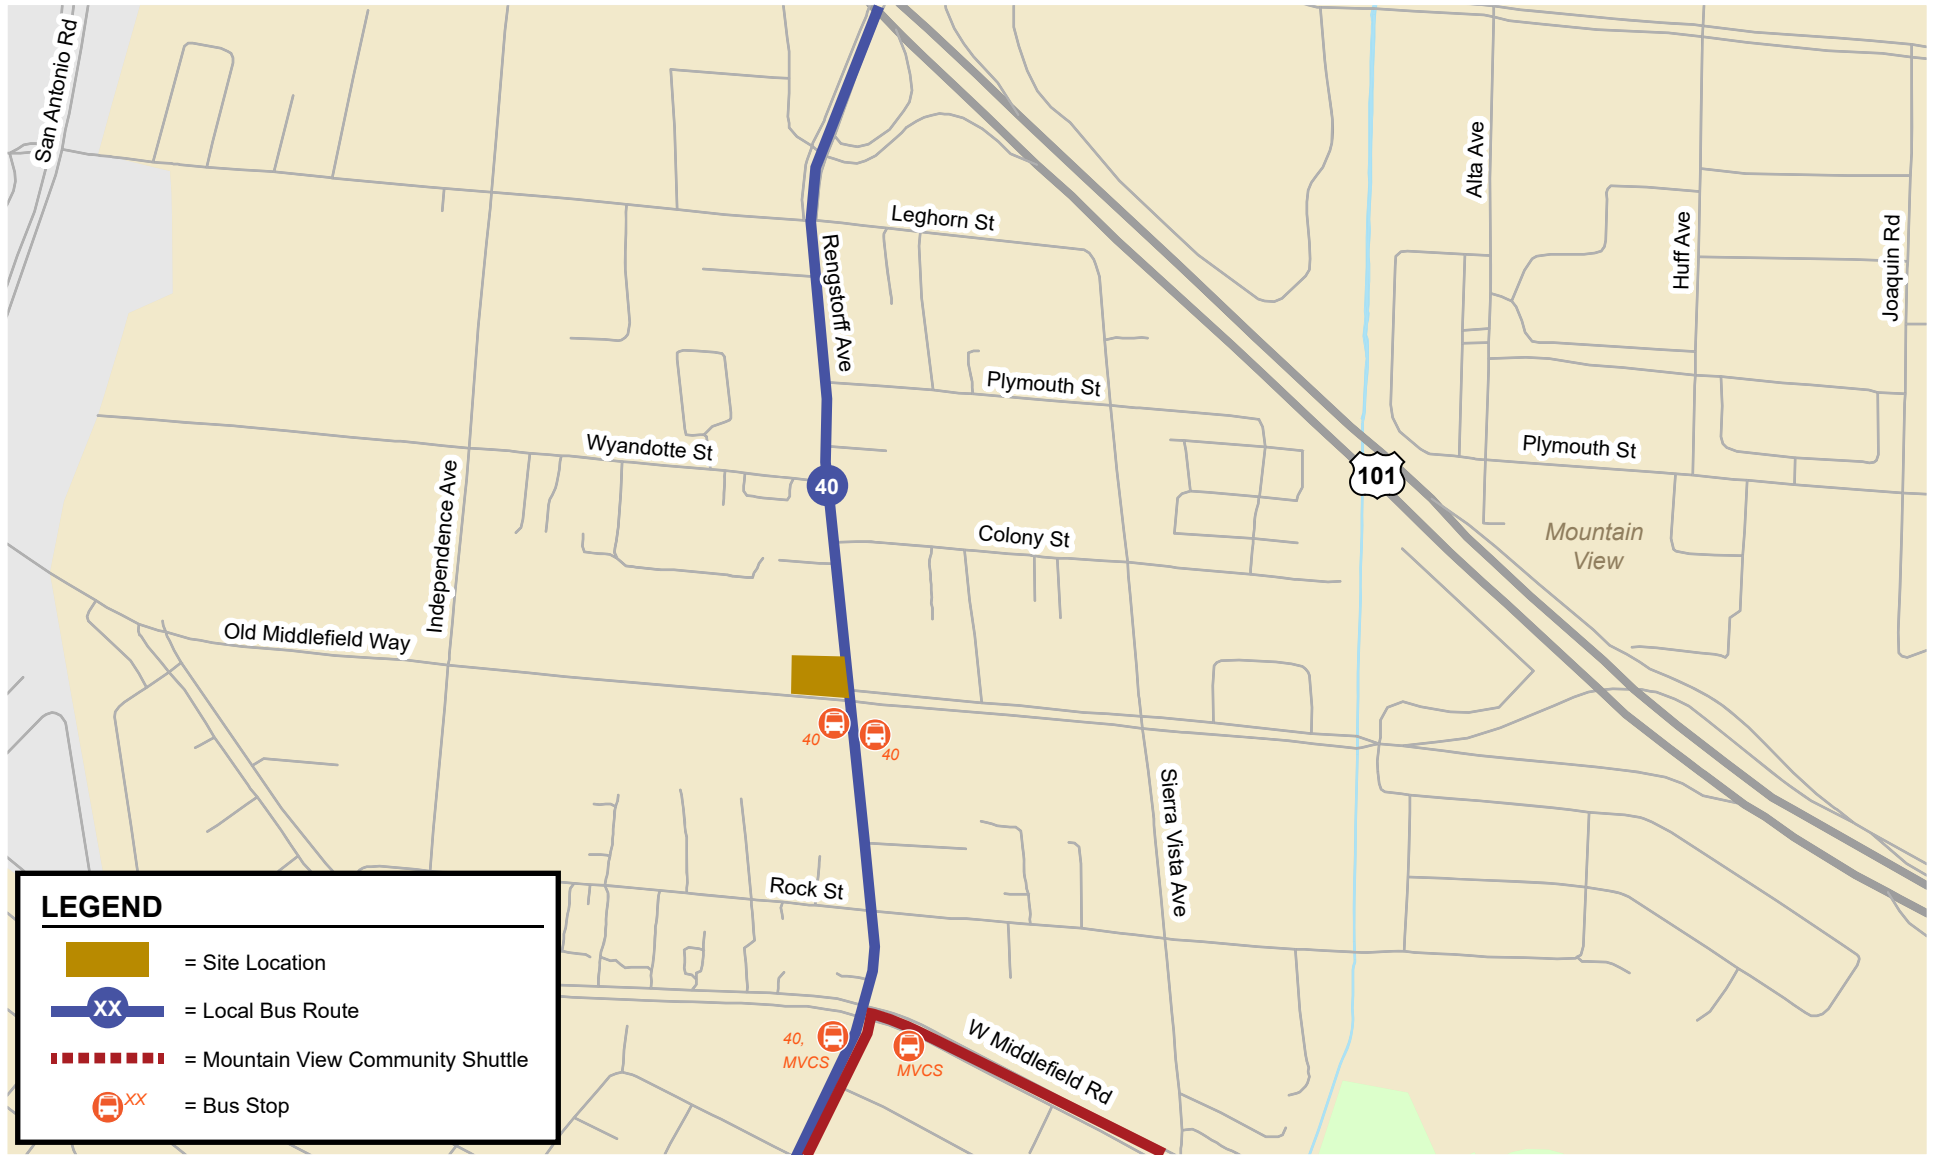 San Antonio Rd
Alta Ave
Leghorn St
Huff Ave
Joaquin Rd
Rengstorff Ave
Plymouth St
Wyandotte St
Plymouth St
101
40
Independence Ave
Colony St
Mountain
View
Old Middlefield Way
40
40
Sierra Vista Ave
Rock St
W Middlefield Rd
40,
MVCS
MVCS
LEGEND
= Site Location
XX
= Local Bus Route
= Mountain View Community Shuttle
XX
= Bus Stop